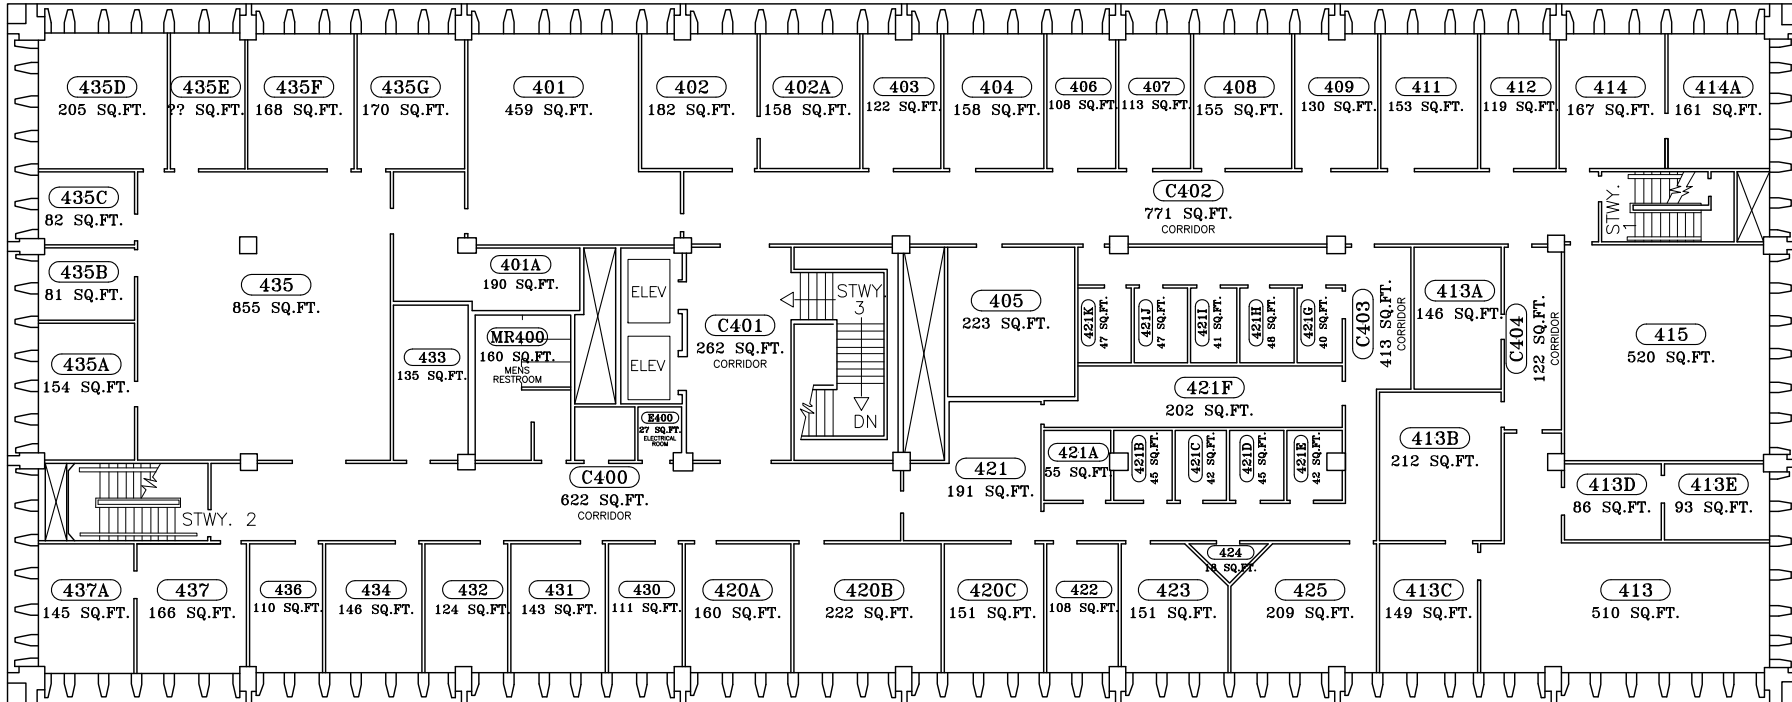 435D
205 SQ.FT.
435E
?? SQ.FT.
435F
168 SQ.FT.
435G
170 SQ.FT.
401
459 SQ.FT.
402
182 SQ.FT.
402A
158 SQ.FT.
403
122 SQ.FT.
404
158 SQ.FT.
406
108 SQ.FT.
407
113 SQ.FT.
408
155 SQ.FT.
409
130 SQ.FT.
411
153 SQ.FT.
412
119 SQ.FT.
414
167 SQ.FT.
414A
161 SQ.FT.
435C
82 SQ.FT.
C402
771 SQ.FT.
CORRIDOR
STWY.
1
435B
81 SQ.FT.
435
855 SQ.FT.
401A
190 SQ.FT.
ELEV
STWY.
3
405
223 SQ.FT.
421K
47 SQ.FT.
421J
47 SQ.FT.
421I
41 SQ.FT.
421H
48 SQ.FT.
421G
40 SQ.FT.
C403
413 SQ.FT.
CORRIDOR
413A
146 SQ.FT.
C404
122 SQ.FT.
CORRIDOR
415
520 SQ.FT.
435A
154 SQ.FT.
433
135 SQ.FT.
MR400
160 SQ.FT.
MENS
RESTROOM
ELEV
C401
262 SQ.FT.
CORRIDOR
DN
421F
202 SQ.FT.
E400
27 SQ.FT.
ELECTRICAL
ROOM
421A
55 SQ.FT.
421B
45 SQ.FT.
421C
42 SQ.FT.
421D
45 SQ.FT.
421E
42 SQ.FT.
413B
212 SQ.FT.
C400
622 SQ.FT.
CORRIDOR
421
191 SQ.FT.
413D
86 SQ.FT.
413E
93 SQ.FT.
STWY. 2
437A
145 SQ.FT.
437
166 SQ.FT.
436
110 SQ.FT.
434
146 SQ.FT.
432
124 SQ.FT.
431
143 SQ.FT.
430
111 SQ.FT.
420A
160 SQ.FT.
420B
222 SQ.FT.
420C
151 SQ.FT.
422
108 SQ.FT.
423
151 SQ.FT.
424
18 SQ.FT.
425
209 SQ.FT.
413C
149 SQ.FT.
413
510 SQ.FT.